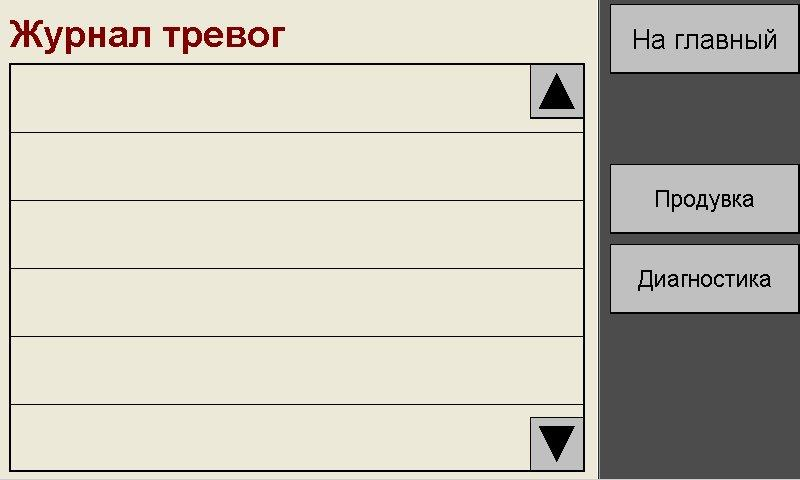 Журнал тревог
На главный
Продувка
Диагностика